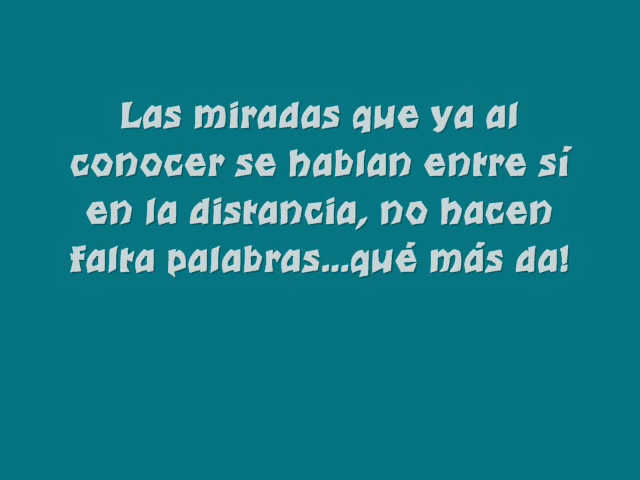 Las miradas que ya al
conocer se hablan entre sí
en la distancia, no hacen
falta palabras...qué más da!